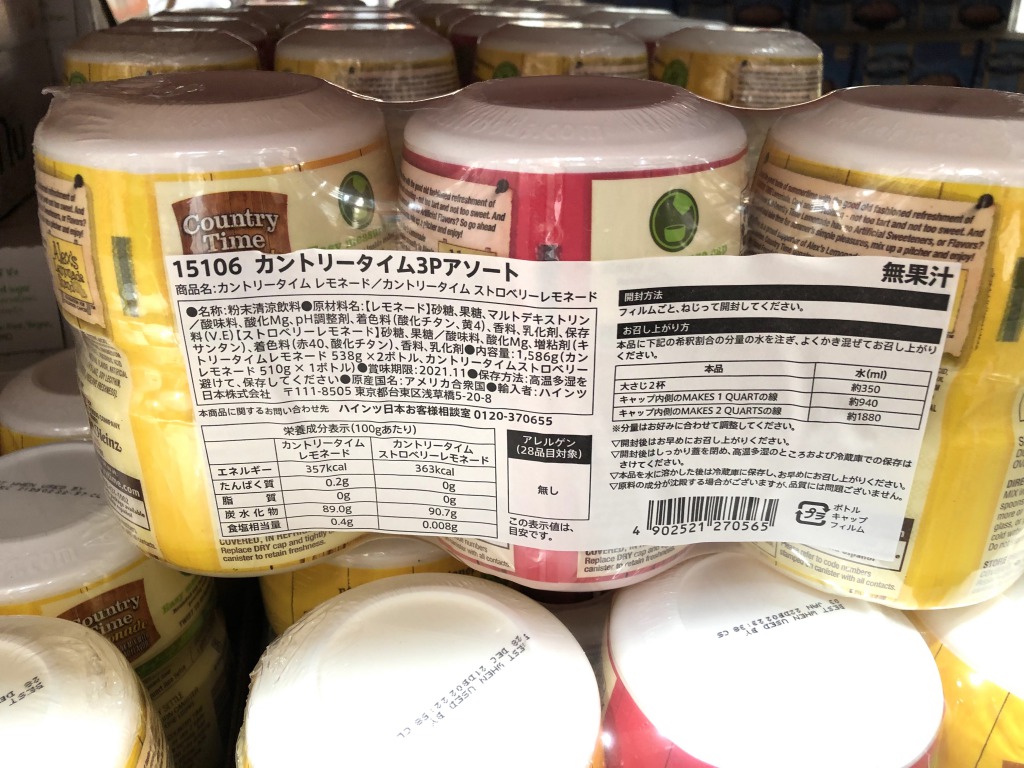 Country
Time
15106 カントリータイム3Pアソート
無果汁
商品名:カントリータイム レモネード/カントリータイム ストロベリーレモネード
●名称:粉末清涼飲料●原材料名:【レモネード】砂糖、果糖、マルトデキストリン
/酸味料、酸化Mg、pH調整剤、着色料(酸化チタン、黄4)、香料、乳化剤、保存
料(V.E)【ストロベリーレモネード】砂糖、果糖/酸味料、酸化Mg、増粘剤(キ
サンタン)、着色料(赤40、酸化チタン)、香料、乳化剤●内容量:1,586g(カン
トリータイムレモネード 538g×2ボトル、カントリータイムストロベリー
レモネード 510g×1ボトル)●賞味期限:2021.11●保存方法:高温多湿を
避けて、保存してください●原産国名:アメリカ合衆国●輸入者:ハインツ
日本株式会社 〒111-8505 東京都台東区浅草橋5-20-8
本商品に関するお問い合わせ先 ハインツ日本お客様相談室 0120-370655
栄養成分表示(100gあたり)
カントリータイム レモネード
カントリータイム ストロベリーレモネード
エネルギー 357kcal 363kcal
たんぱく質 0.2g 0g
脂質 0g 0g
炭水化物 89.0g 90.7g
食塩相当量 0.4g 0.008g
アレルゲン
(28品目対象)
無し
この表示値は、
目安です。
開封方法
フィルムごと、ねじって開封してください。
お召し上がり方
本品に下記の希釈割合の分量の水を注ぎ、よくかき混ぜてお召し上がり
ください。
本品 水(ml)
大さじ2杯 約350
キャップ内側のMAKES 1 QUARTの線 約940
キャップ内側のMAKES 2 QUARTSの線 約1880
※分量はお好みに合わせて調整してください。
▽開封後はお早めにお召し上がりください。
▽開封後はしっかり蓋を閉め、高温多湿のところおよび冷蔵庫での保存は
さけてください。
▽本品を水に溶かした後は冷蔵庫に保存し、お早めにお召し上がりください。
▽原料の成分が沈殿する場合がございますが、品質には問題ございません。
4 902521 270565
プラ
ボトル
キャップ
フィルム
Replace DRY cap and tightly
canister to retain freshness.
Replace DRY cap and
canister to retain freshness.
Country
Time
BEST WHEN USED BY
BEST WHEN USED BY